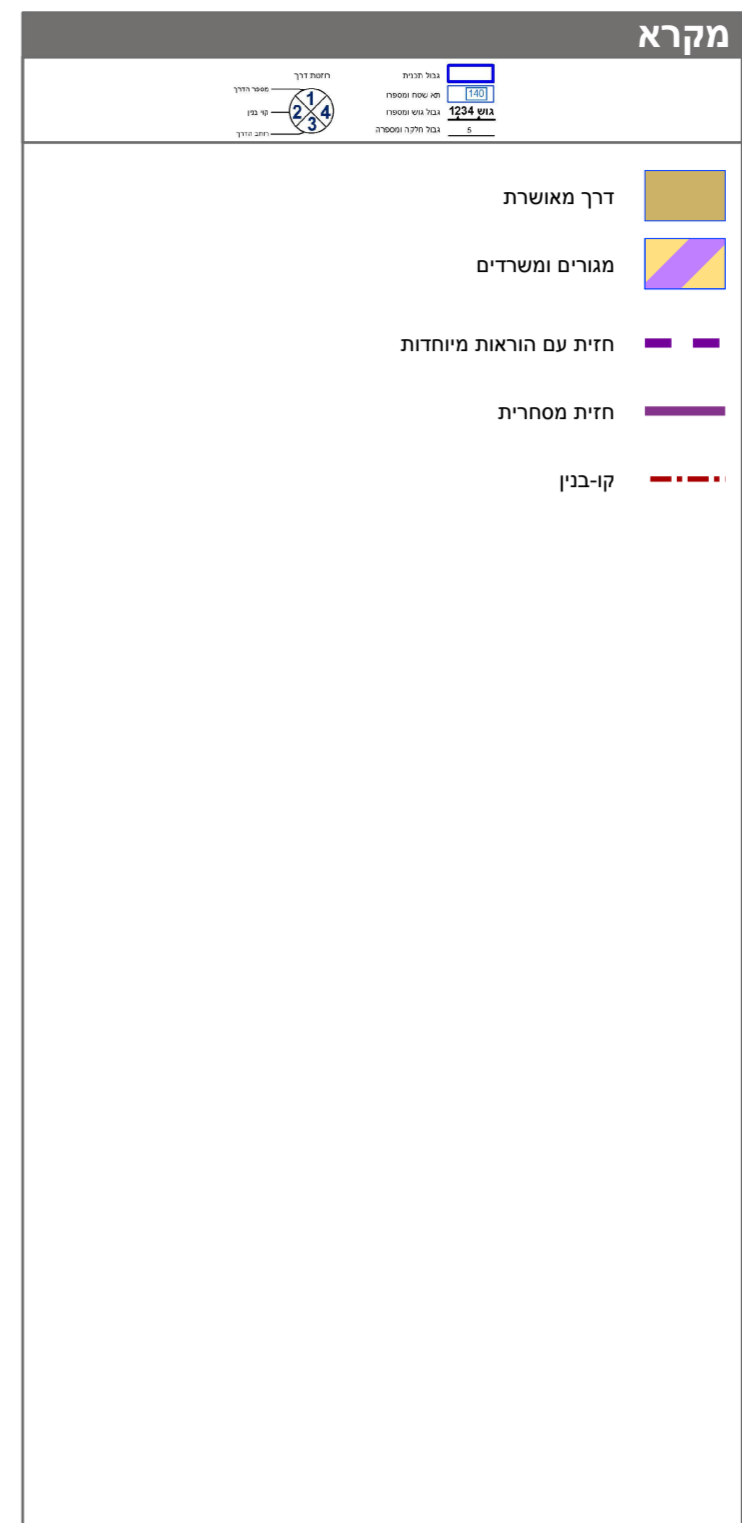 מקרא
גבול תכנית
140
תא שטח ומספרו
גוש 1234
גבול גוש ומספרו
5
גבול חלקה ומספרה
רוזטת דרך
מספר הדרך
קוי בנין
רוחב הדרך
1
2 4
3
דרך מאושרת
מגורים ומשרדים
חזית עם הוראות מיוחדות
חזית מסחרית
קו-בנין